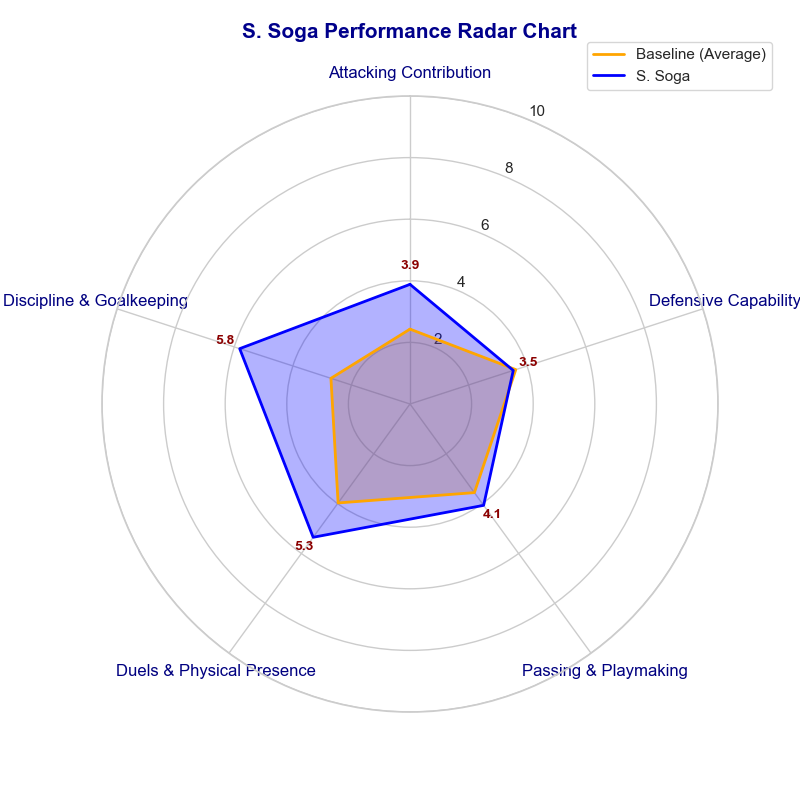 S. Soga Performance Radar Chart
Baseline (Average)
S. Soga
Attacking Contribution
10
8
6
4
2
3.9
Discipline & Goalkeeping
Defensive Capability
5.8
3.5
4.1
5.3
Duels & Physical Presence
Passing & Playmaking